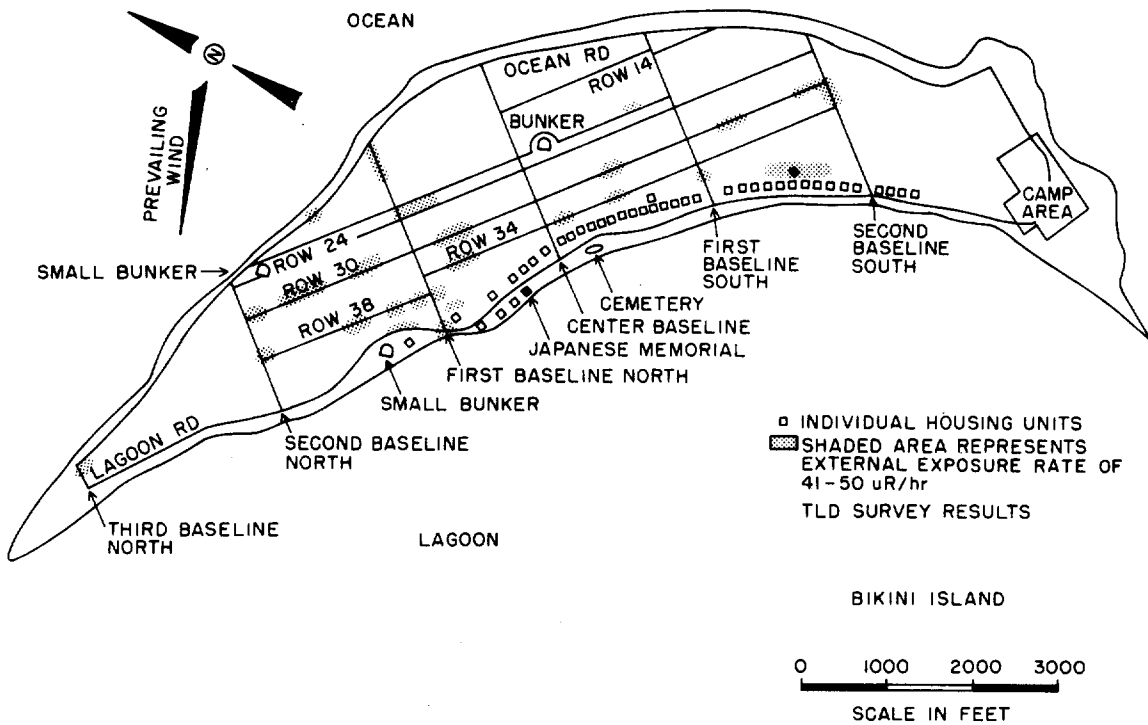 OCEAN
N
PREVAILING
WIND
OCEAN RD
ROW 14
BUNKER
CAMP
AREA
SMALL BUNKER
ROW 24
ROW 34
ROW 30
ROW 38
FIRST
BASELINE
SOUTH
SECOND
BASELINE
SOUTH
CEMETERY
CENTER BASELINE
JAPANESE MEMORIAL
FIRST BASELINE NORTH
SMALL BUNKER
LAGOON RD
SECOND BASELINE
NORTH
THIRD BASELINE
NORTH
LAGOON
INDIVIDUAL HOUSING UNITS
SHADED AREA REPRESENTS
EXTERNAL EXPOSURE RATE OF
41-50 uR/hr
TLD SURVEY RESULTS
BIKINI ISLAND
0 1000 2000 3000
SCALE IN FEET